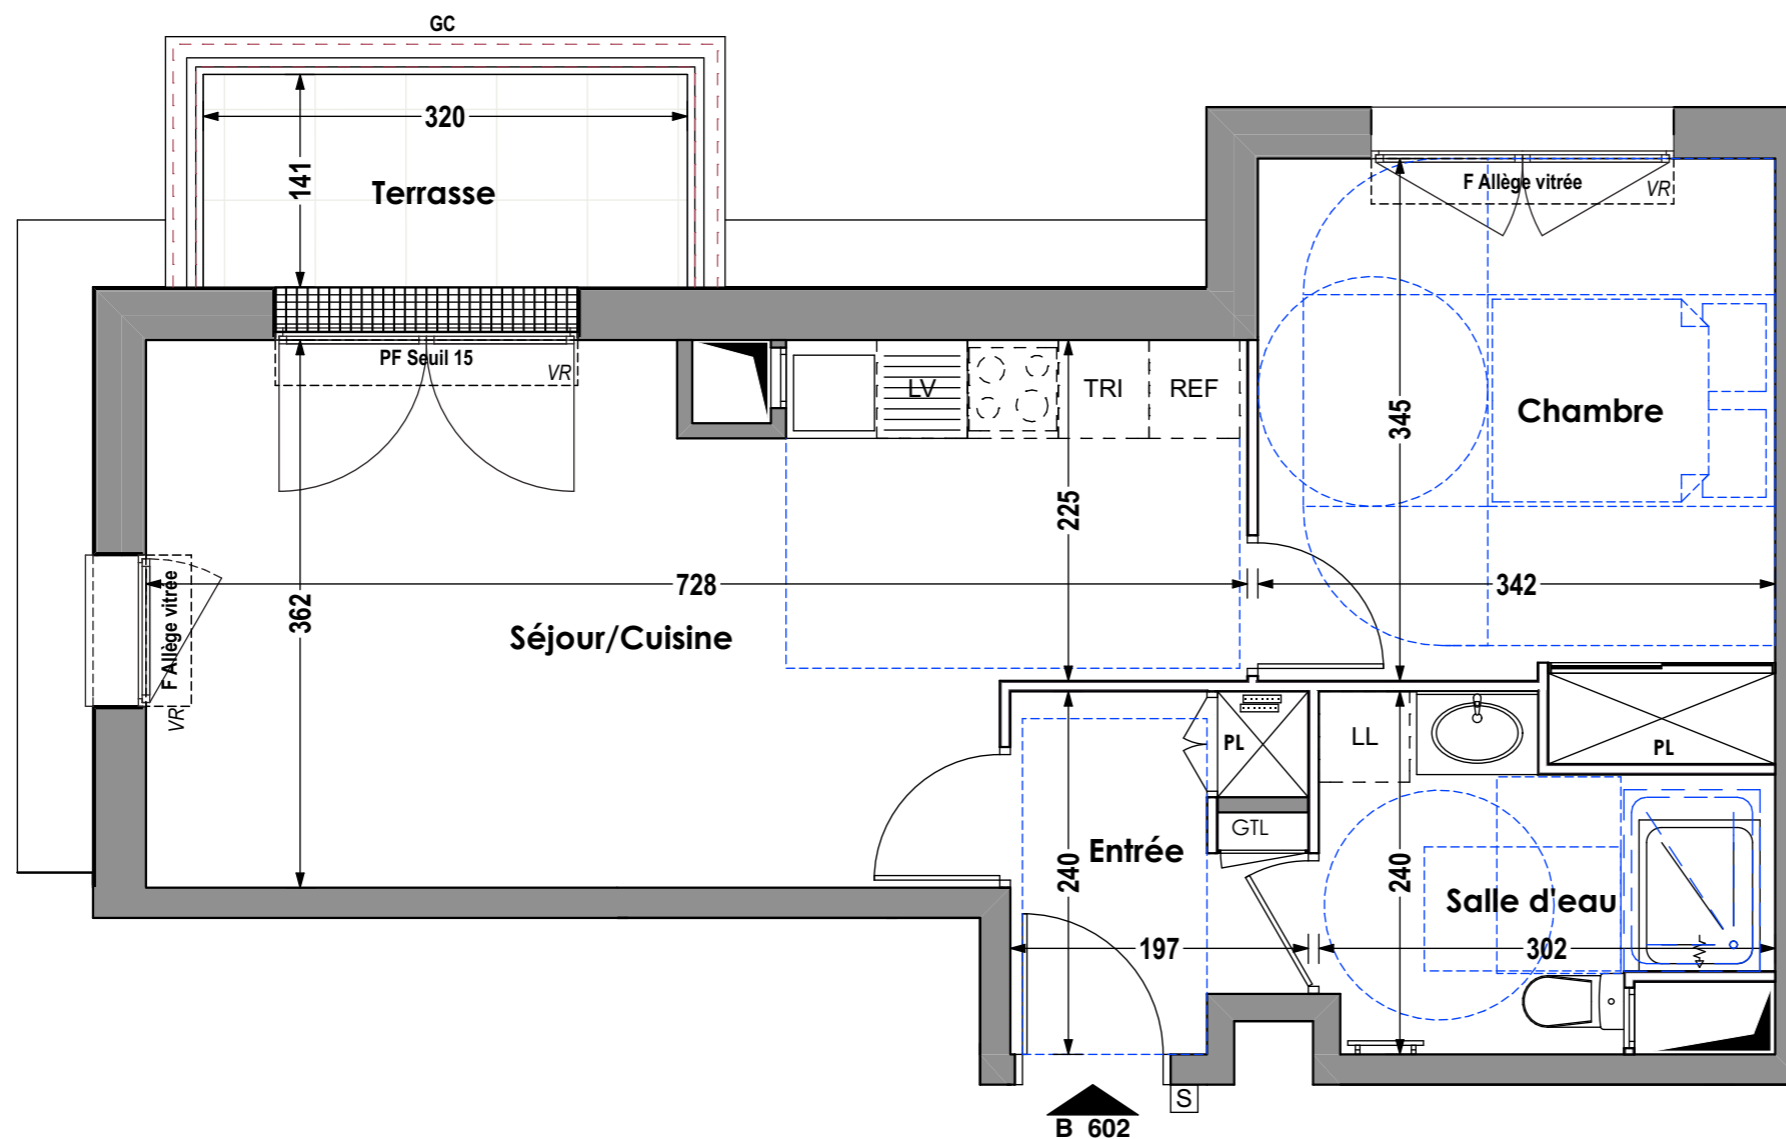 GC
320
141
Terrasse
F Allège vitrée
VR
PF Seuil 15
VR
LV
TRI
REF
345
Chambre
225
F Allège vitrée
VR
728
342
362
Séjour/Cuisine
PL
LL
PL
GTL
240
Entrée
240
Salle d'eau
197
302
S
B 602